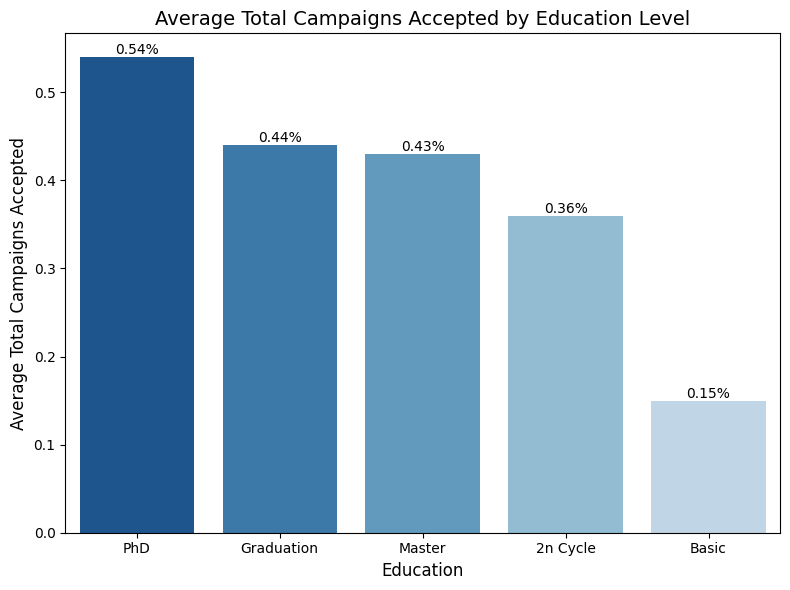 Average Total Campaigns Accepted by Education Level
Average Total Campaigns Accepted
0.5
0.4
0.3
0.2
0.1
0.0
0.54%
0.44%
0.43%
0.36%
0.15%
PhD Graduation Master 2n Cycle Basic
Education